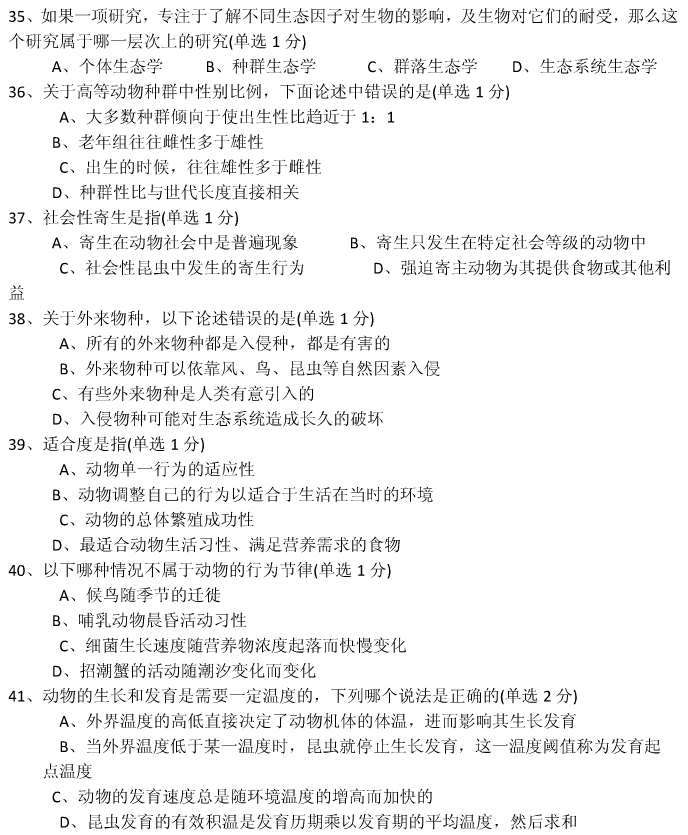 35、如果一项研究，专注于了解不同生态因子对生物的影响，及生物对它们的耐受，那么这
个研究属于哪一层次上的研究(单选 1 分)
A、个体生态学 B、种群生态学 C、群落生态学 D、生态系统生态学
36、关于高等动物种群中性别比例，下面论述中错误的是(单选 1 分)
A、大多数种群倾向于使出生性比趋近于 1：1
B、老年组往往雌性多于雄性
C、出生的时候，往往雄性多于雌性
D、种群性比与世代长度直接相关
37、社会性寄生是指(单选 1 分)
A、寄生在动物社会中是普遍现象 B、寄生只发生在特定社会等级的动物中
C、社会性昆虫中发生的寄生行为 D、强迫寄主动物为其提供食物或其他利
益
38、关于外来物种，以下论述错误的是(单选 1 分)
A、所有的外来物种都是入侵种，都是有害的
B、外来物种可以依靠风、鸟、昆虫等自然因素入侵
C、有些外来物种是人类有意引入的
D、入侵物种可能对生态系统造成长久的破坏
39、适合度是指(单选 1 分)
A、动物单一行为的适应性
B、动物调整自己的行为以适合于生活在当时的环境
C、动物的总体繁殖成功性
D、最适合动物生活习性、满足营养需求的食物
40、以下哪种情况不属于动物的行为节律(单选 1 分)
A、候鸟随季节的迁徙
B、哺乳动物晨昏活动习性
C、细菌生长速度随营养物浓度起落而快慢变化
D、招潮蟹的活动随潮汐变化而变化
41、动物的生长和发育是需要一定温度的，下列哪个说法是正确的(单选 2 分)
A、外界温度的高低直接决定了动物机体的体温，进而影响其生长发育
B、当外界温度低于某一温度时，昆虫就停止生长发育，这一温度阈值称为发育起
点温度
C、动物的发育速度总是随环境温度的增高而加快的
D、昆虫发育的有效积温是发育历期乘以发育期的平均温度，然后求和